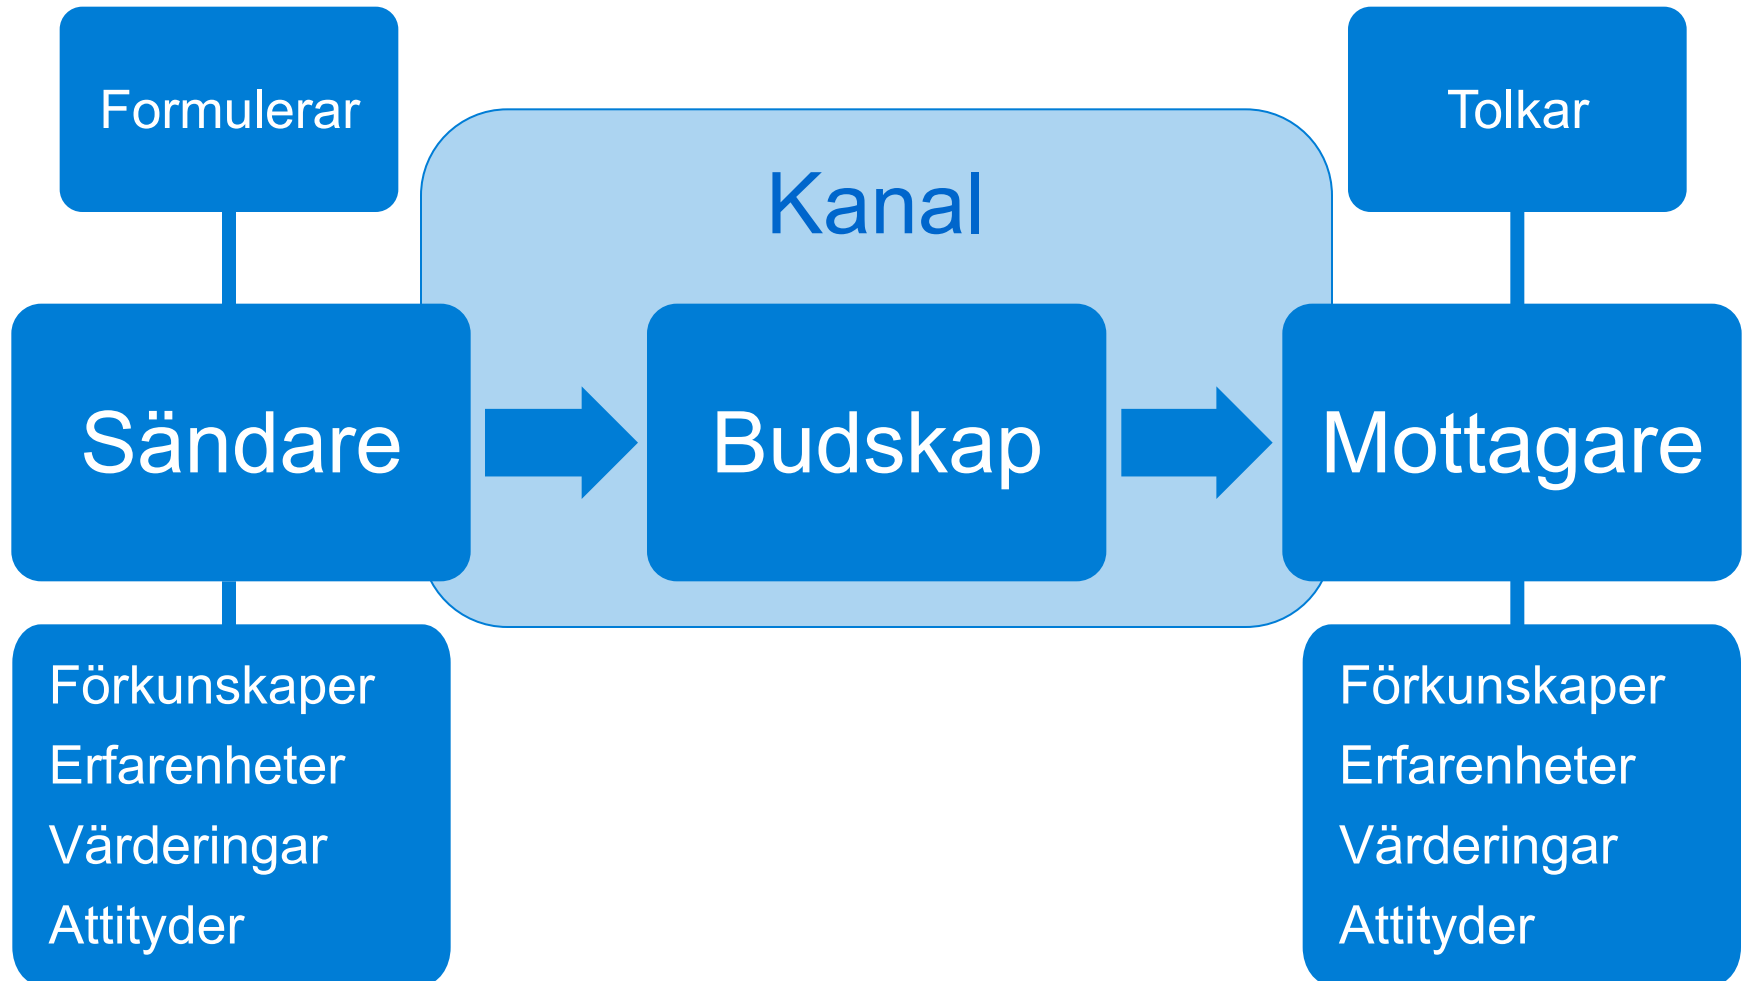 Formulerar
Tolkar
Kanal
Sändare
Budskap
Mottagare
Förkunskaper
Erfarenheter
Värderingar
Attityder
Förkunskaper
Erfarenheter
Värderingar
Attityder